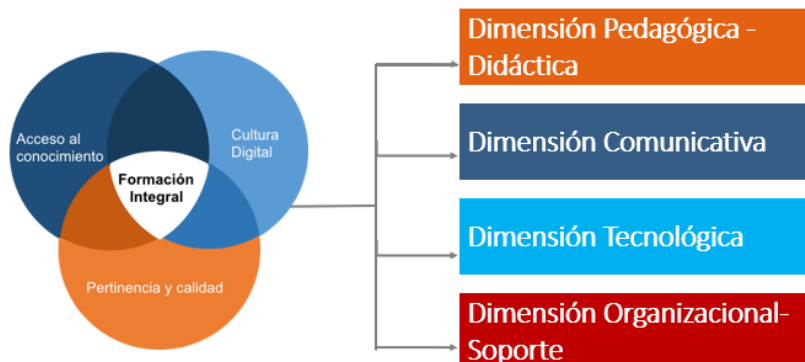 Acceso al
conocimiento
Cultura
Digital
Formación
Integral
Pertinencia y calidad
Dimensión Pedagógica -
Didáctica
Dimensión Comunicativa
Dimensión Tecnológica
Dimensión Organizacional-
Soporte